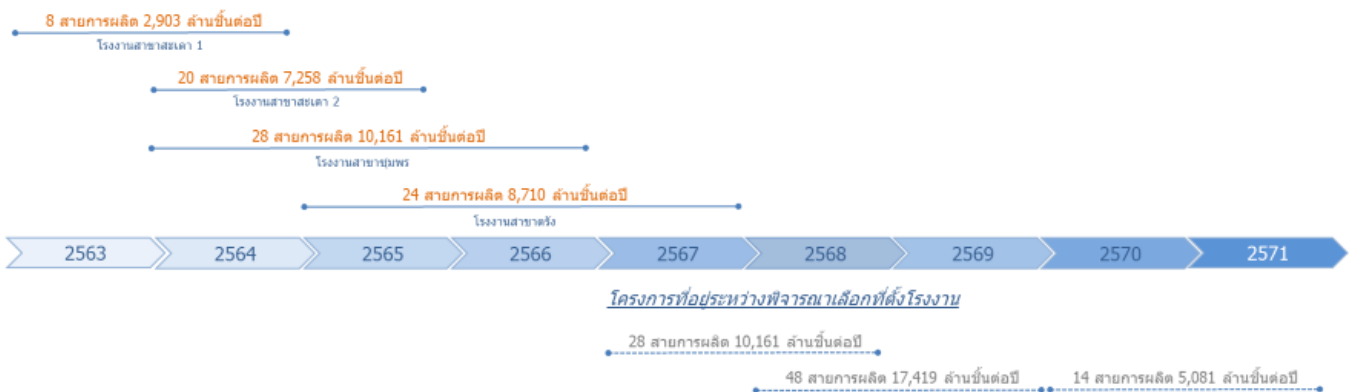 8 สายการผลิต 2,903 ล้านชิ้นต่อปี
โรงงานสาขาสะเดา 1
20 สายการผลิต 7,258 ล้านชิ้นต่อปี
โรงงานสาขาสะเดา 2
28 สายการผลิต 10,161 ล้านชิ้นต่อปี
โรงงานสาขาชุมพร
24 สายการผลิต 8,710 ล้านชิ้นต่อปี
โรงงานสาขาตรัง
2563 2564 2565 2566 2567 2568 2569 2570 2571
โครงการที่อยู่ระหว่างพิจารณาเลือกที่ตั้งโรงงาน
28 สายการผลิต 10,161 ล้านชิ้นต่อปี
48 สายการผลิต 17,419 ล้านชิ้นต่อปี 14 สายการผลิต 5,081 ล้านชิ้นต่อปี